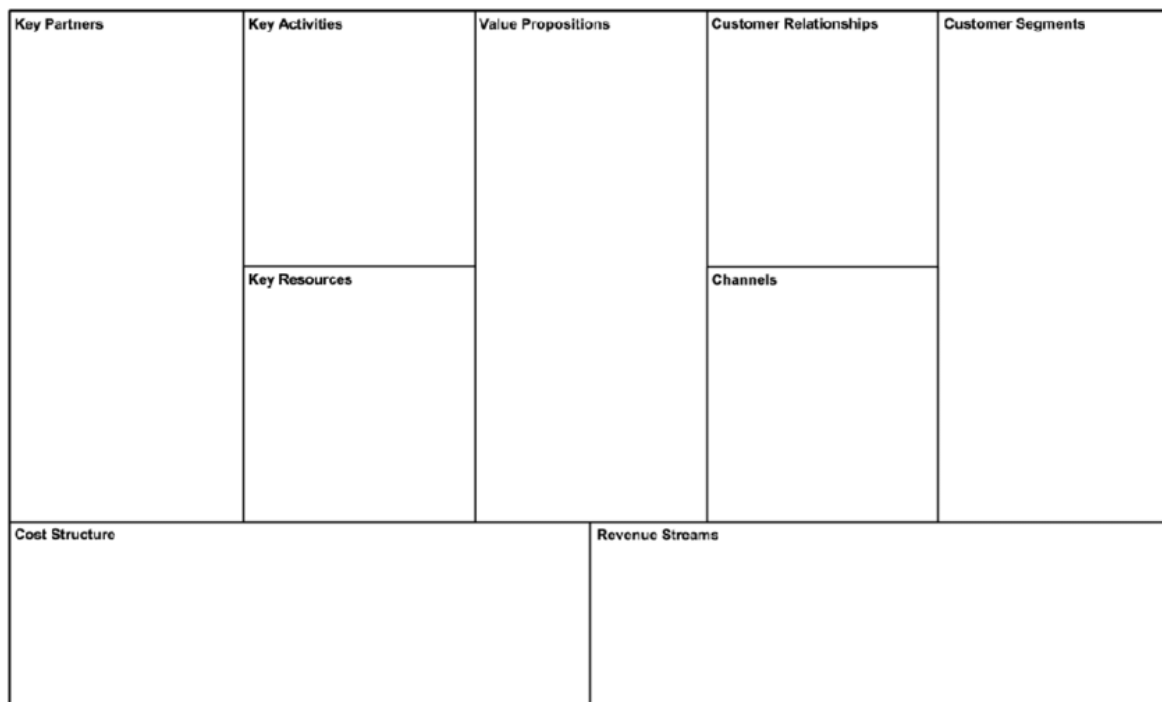 Key Partners
Key Activities
Value Propositions
Customer Relationships
Customer Segments
Key Resources
Channels
Cost Structure
Revenue Streams